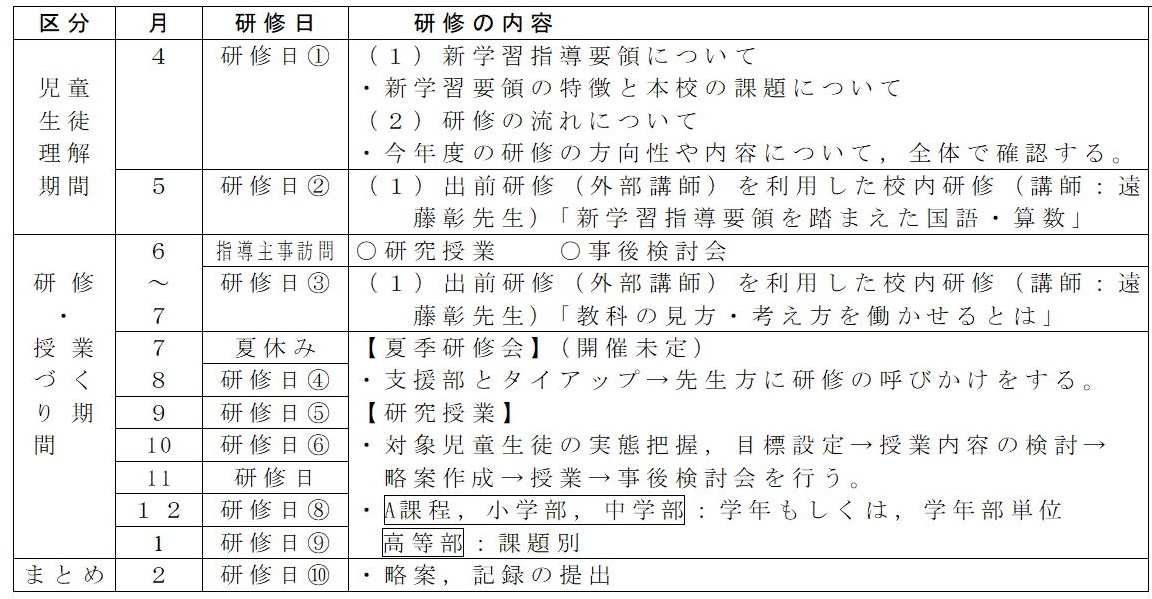 区分 月 研修日 研修の内容
児童生徒理解期間 4 研修日① （１）新学習指導要領について
・新学習要領の特徴と本校の課題について
（２）研修の流れについて
・今年度の研修の方向性や内容について，全体で確認する。
5 研修日② （１）出前研修（外部講師）を利用した校内研修（講師：遠
藤彰先生）「新学習指導要領を踏まえた国語・算数」
研修・授業づくり期間 6 指導主事訪問 ○研究授業 ○事後検討会
～ 研修日③ （１）出前研修（外部講師）を利用した校内研修（講師：遠
7 藤彰先生）「教科の見方・考え方を働かせるとは」
7 夏休み 【夏季研修会】（開催未定）
8 研修日④ ・支援部とタイアップ→先生方に研修の呼びかけをする。
9 研修日⑤ 【研究授業】
10 研修日⑥ ・対象児童生徒の実態把握，目標設定→授業内容の検討→
11 研修日 略案作成→授業→事後検討会を行う。
１２ 研修日⑧ ・A課程，小学部，中学部：学年もしくは，学年部単位
1 研修日⑨ 高等部：課題別
まとめ 2 研修日⑩ ・略案，記録の提出